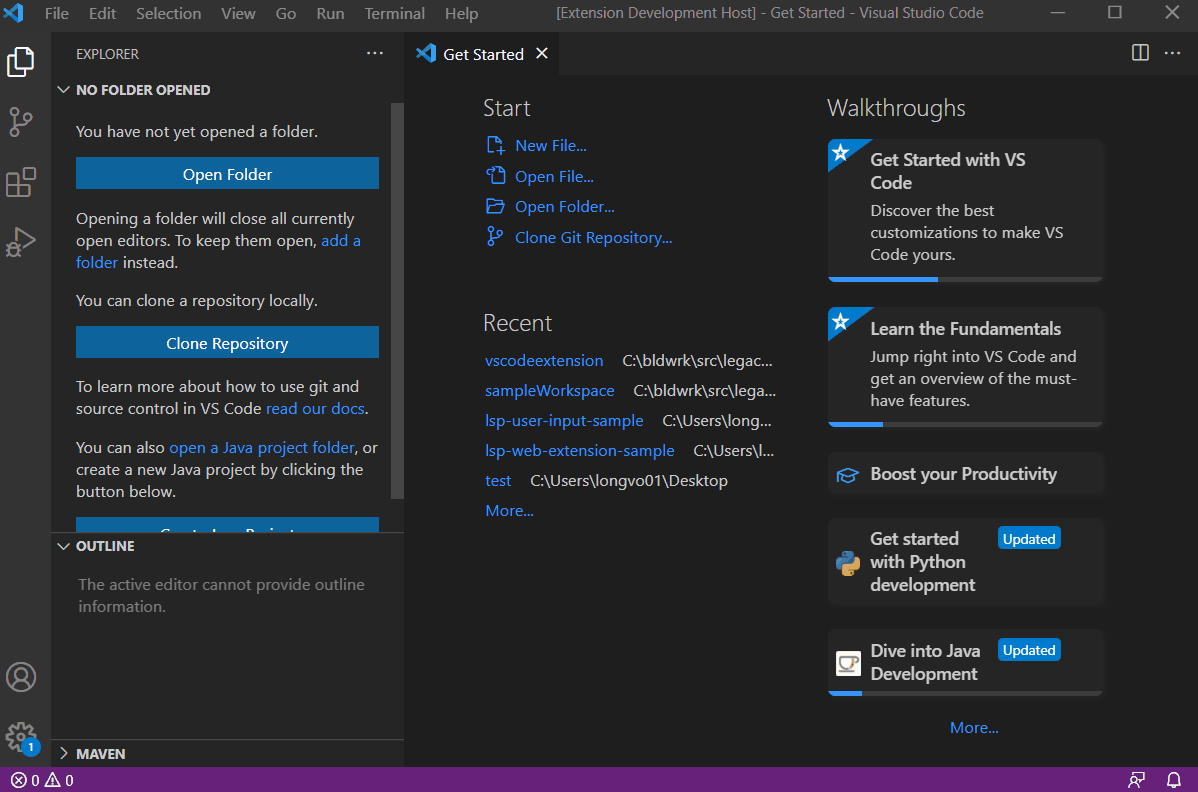 File Edit Selection View Go Run Terminal Help [Extension Development Host] - Get Started - Visual Studio Code
EXPLORER
NO FOLDER OPENED
You have not yet opened a folder.
Open Folder
Opening a folder will close all currently
open editors. To keep them open, add a
folder instead.
You can clone a repository locally.
Clone Repository
To learn more about how to use git and
source control in VS Code read our docs.
You can also open a Java project folder, or
create a new Java project by clicking the
button below.
OUTLINE
The active editor cannot provide outline
information.
MAVEN
Get Started
Start
New File...
Open File...
Open Folder...
Clone Git Repository...
Recent
vscodeextension C:\bldwrk\src\legac...
sampleWorkspace C:\bldwrk\src\lega...
lsp-user-input-sample C:\Users\long...
lsp-web-extension-sample C:\Users\l...
test C:\Users\longvo01\Desktop
More...
Walkthroughs
Get Started with VS
Code
Discover the best
customizations to make VS
Code yours.
Learn the Fundamentals
Jump right into VS Code and
get an overview of the must-
have features.
Boost your Productivity
Get started
with Python
development
Updated
Dive into Java
Development
Updated
More...
1
0 0